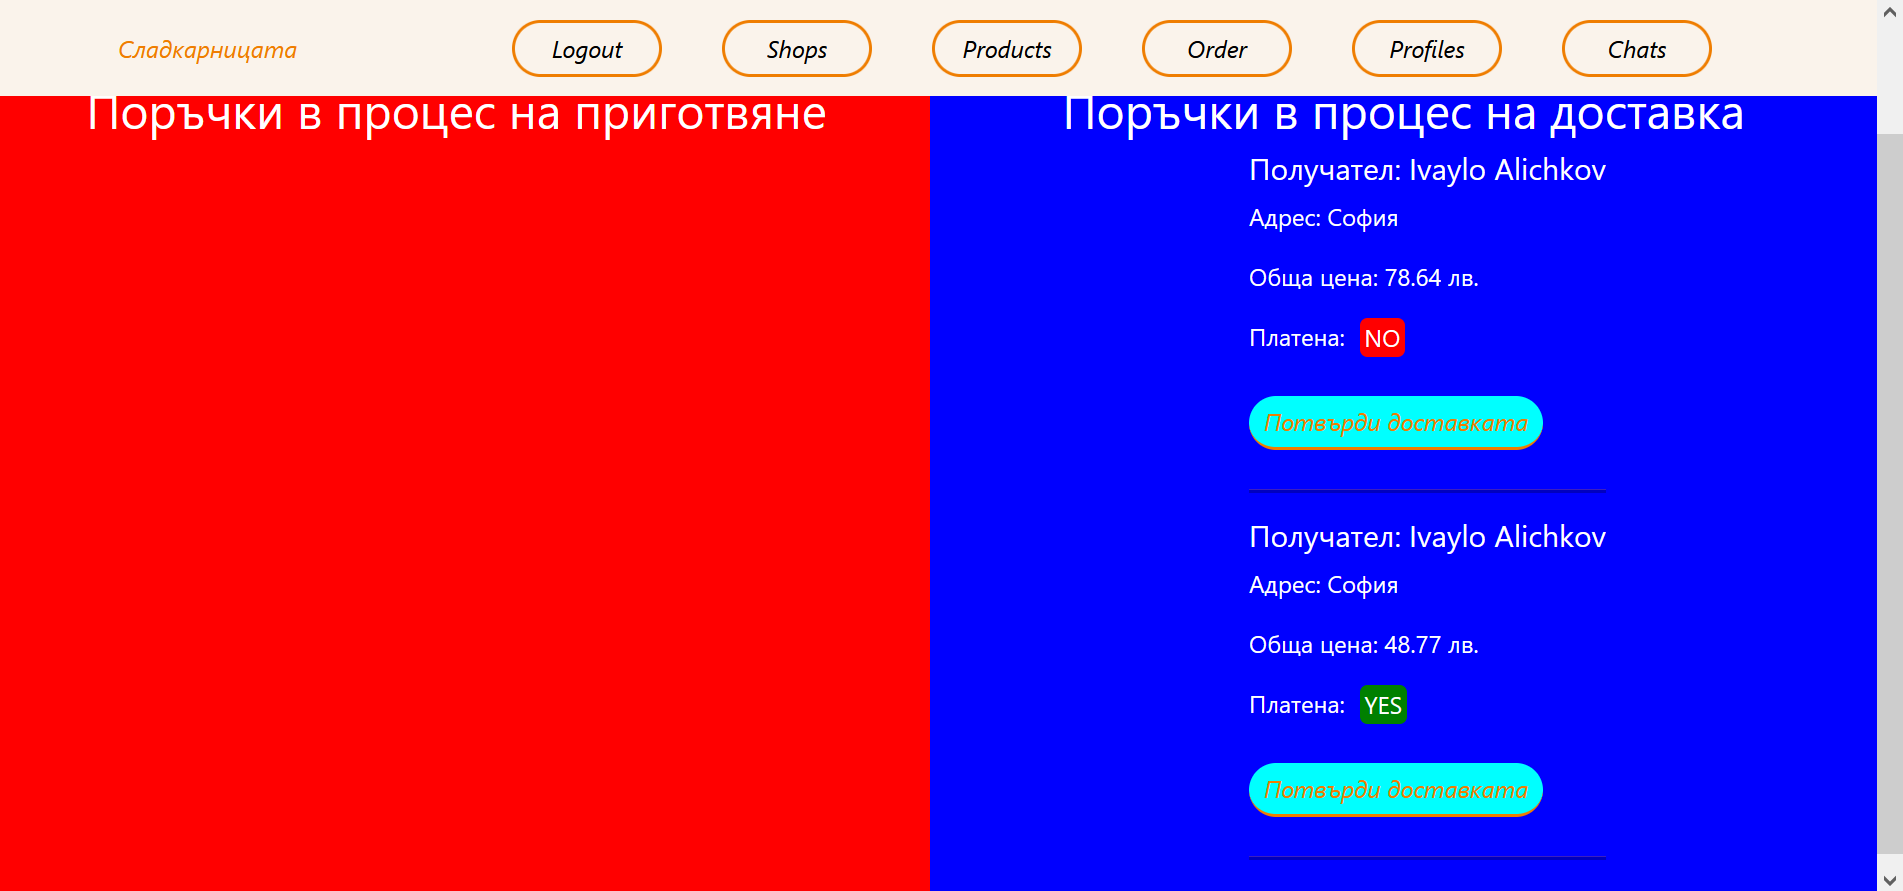 Сладкарницата
Logout
Shops
Products
Order
Profiles
Chats
Поръчки в процес на приготвяне
Поръчки в процес на доставка
Получател: Ivaylo Alichkov
Адрес: София
Обща цена: 78.64 лв.
Платена: NO
Потвърди доставката
Получател: Ivaylo Alichkov
Адрес: София
Обща цена: 48.77 лв.
Платена: YES
Потвърди доставката